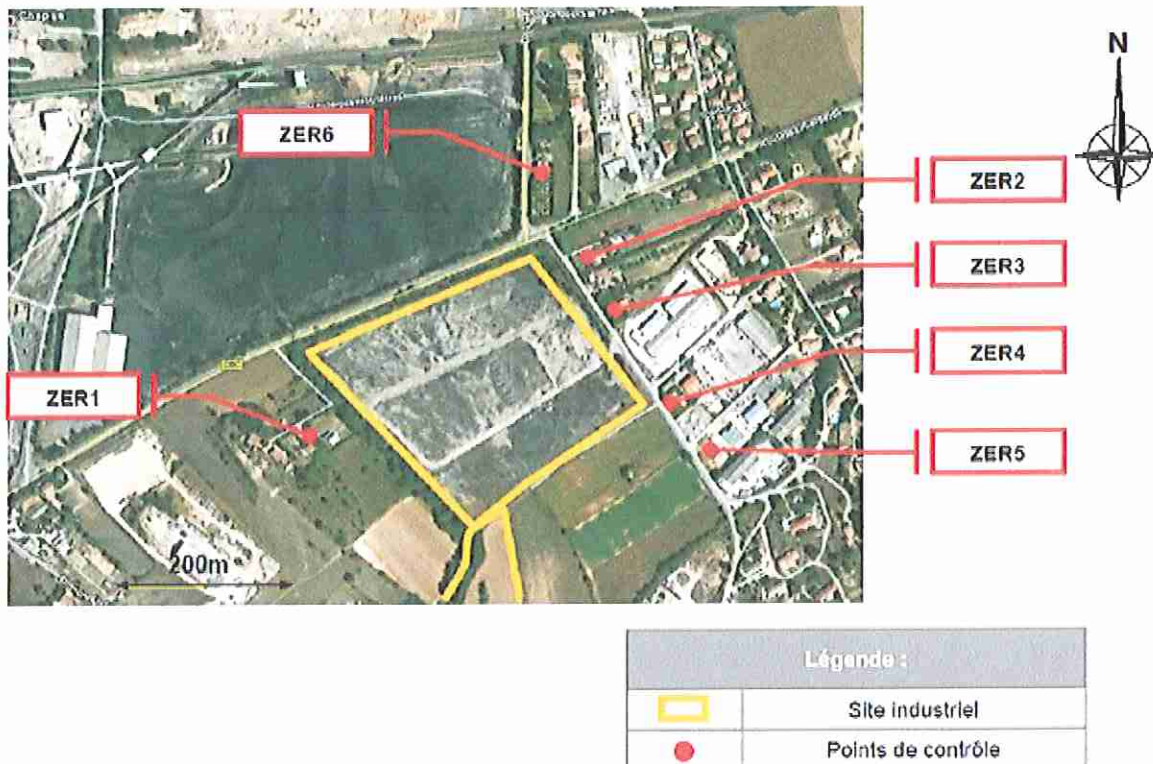 N
ZER6
ZER2
ZER3
ZER4
ZER1
ZER5
200m
Légende :
Site industriel
Points de contrôle